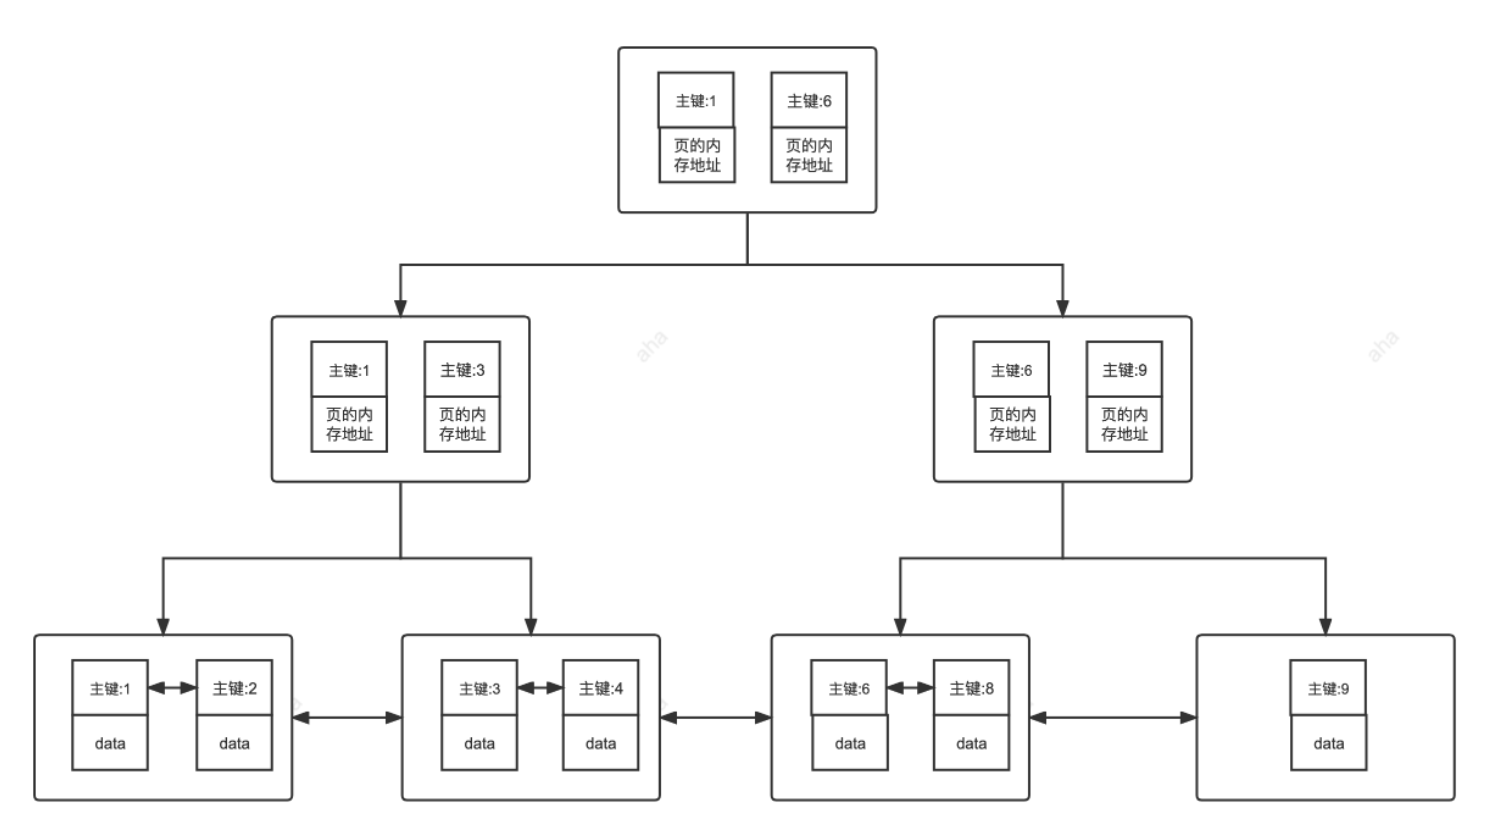 主键:1
主键:6
页的内
存地址
页的内
存地址
主键:1
主键:3
页的内
存地址
页的内
存地址
主键:6
主键:9
页的内
存地址
页的内
存地址
aha
aha
主键:1
主键:2
data
data
主键:3
主键:4
data
data
主键:6
主键:8
data
data
主键:9
data